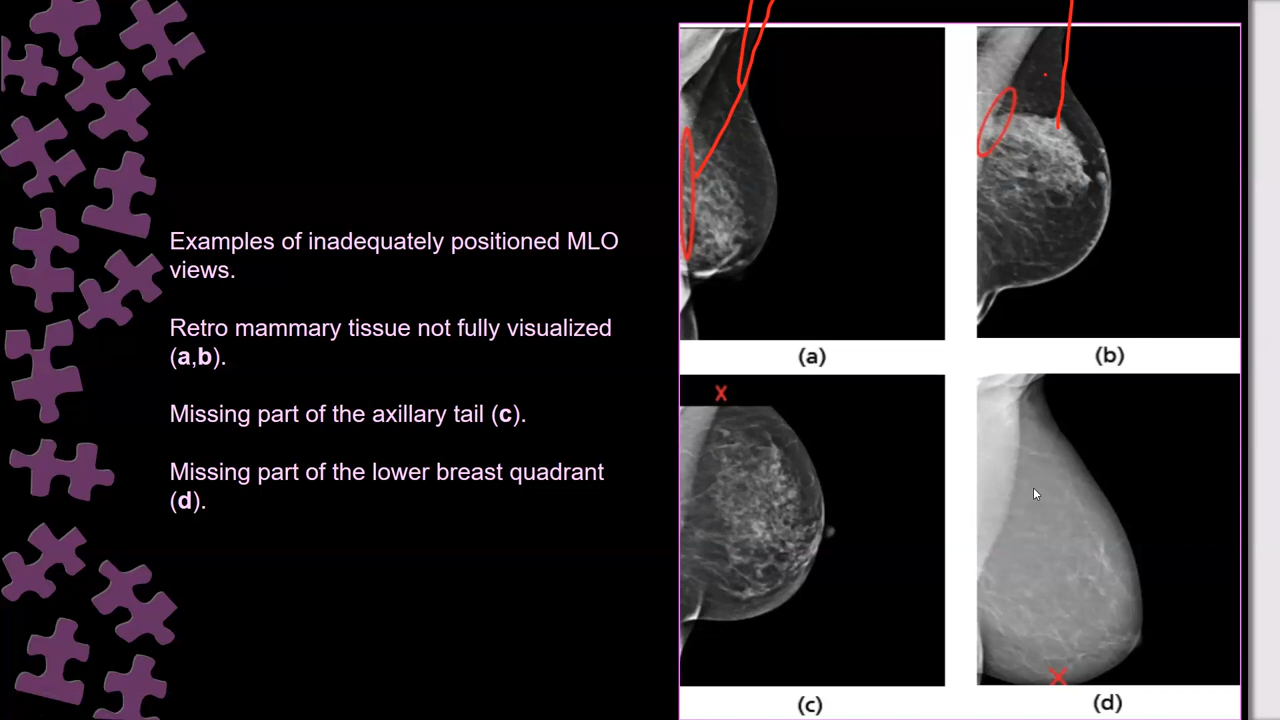 Examples of inadequately positioned MLO
views.
Retro mammary tissue not fully visualized
(a,b).
Missing part of the axillary tail (c).
Missing part of the lower breast quadrant
(d).
(a)
(b)
X
(c)
X
(d)